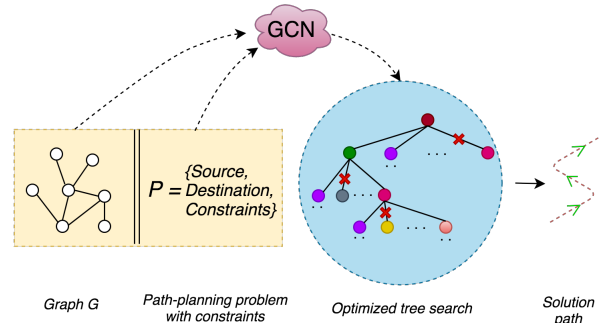 GCN
P = {Source,
Destination,
Constraints}
Graph G
Path-planning problem
with constraints
Optimized tree search
Solution
path